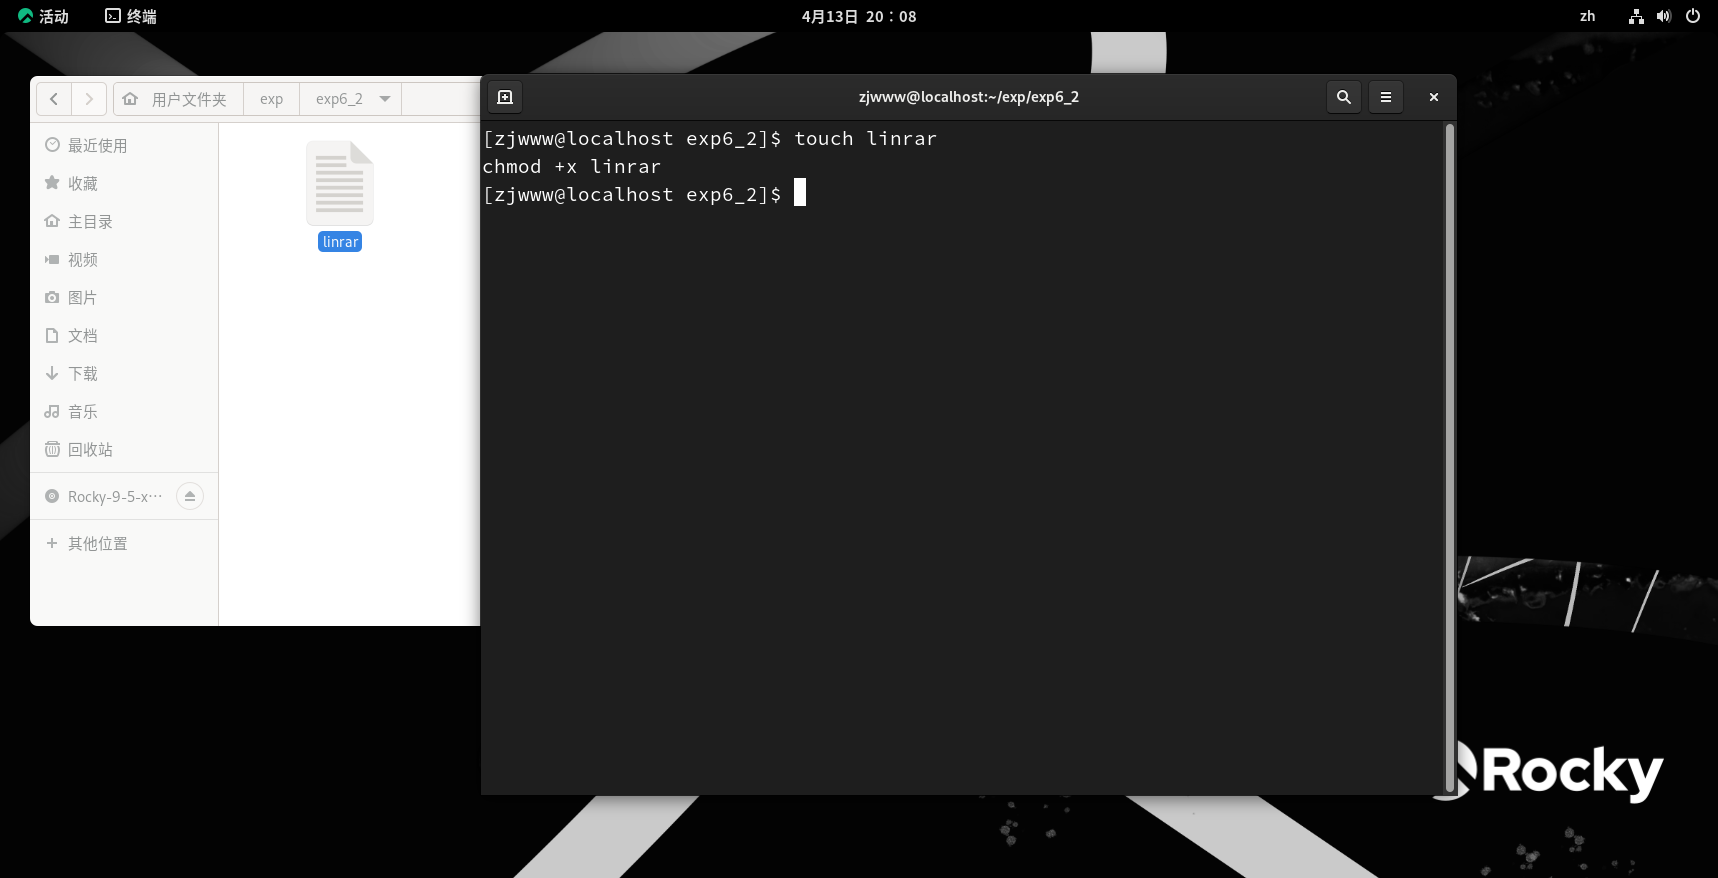 活动
终端
4月13日 20：08
zh
用户文件夹
exp
exp6_2
最近使用
收藏
主目录
视频
图片
文档
下载
音乐
回收站
Rocky-9-5-x…
其他位置
linrar
zjwww@localhost:~/exp/exp6_2
[zjwww@localhost exp6_2]$ touch linrar
chmod +x linrar
[zjwww@localhost exp6_2]$
Rocky